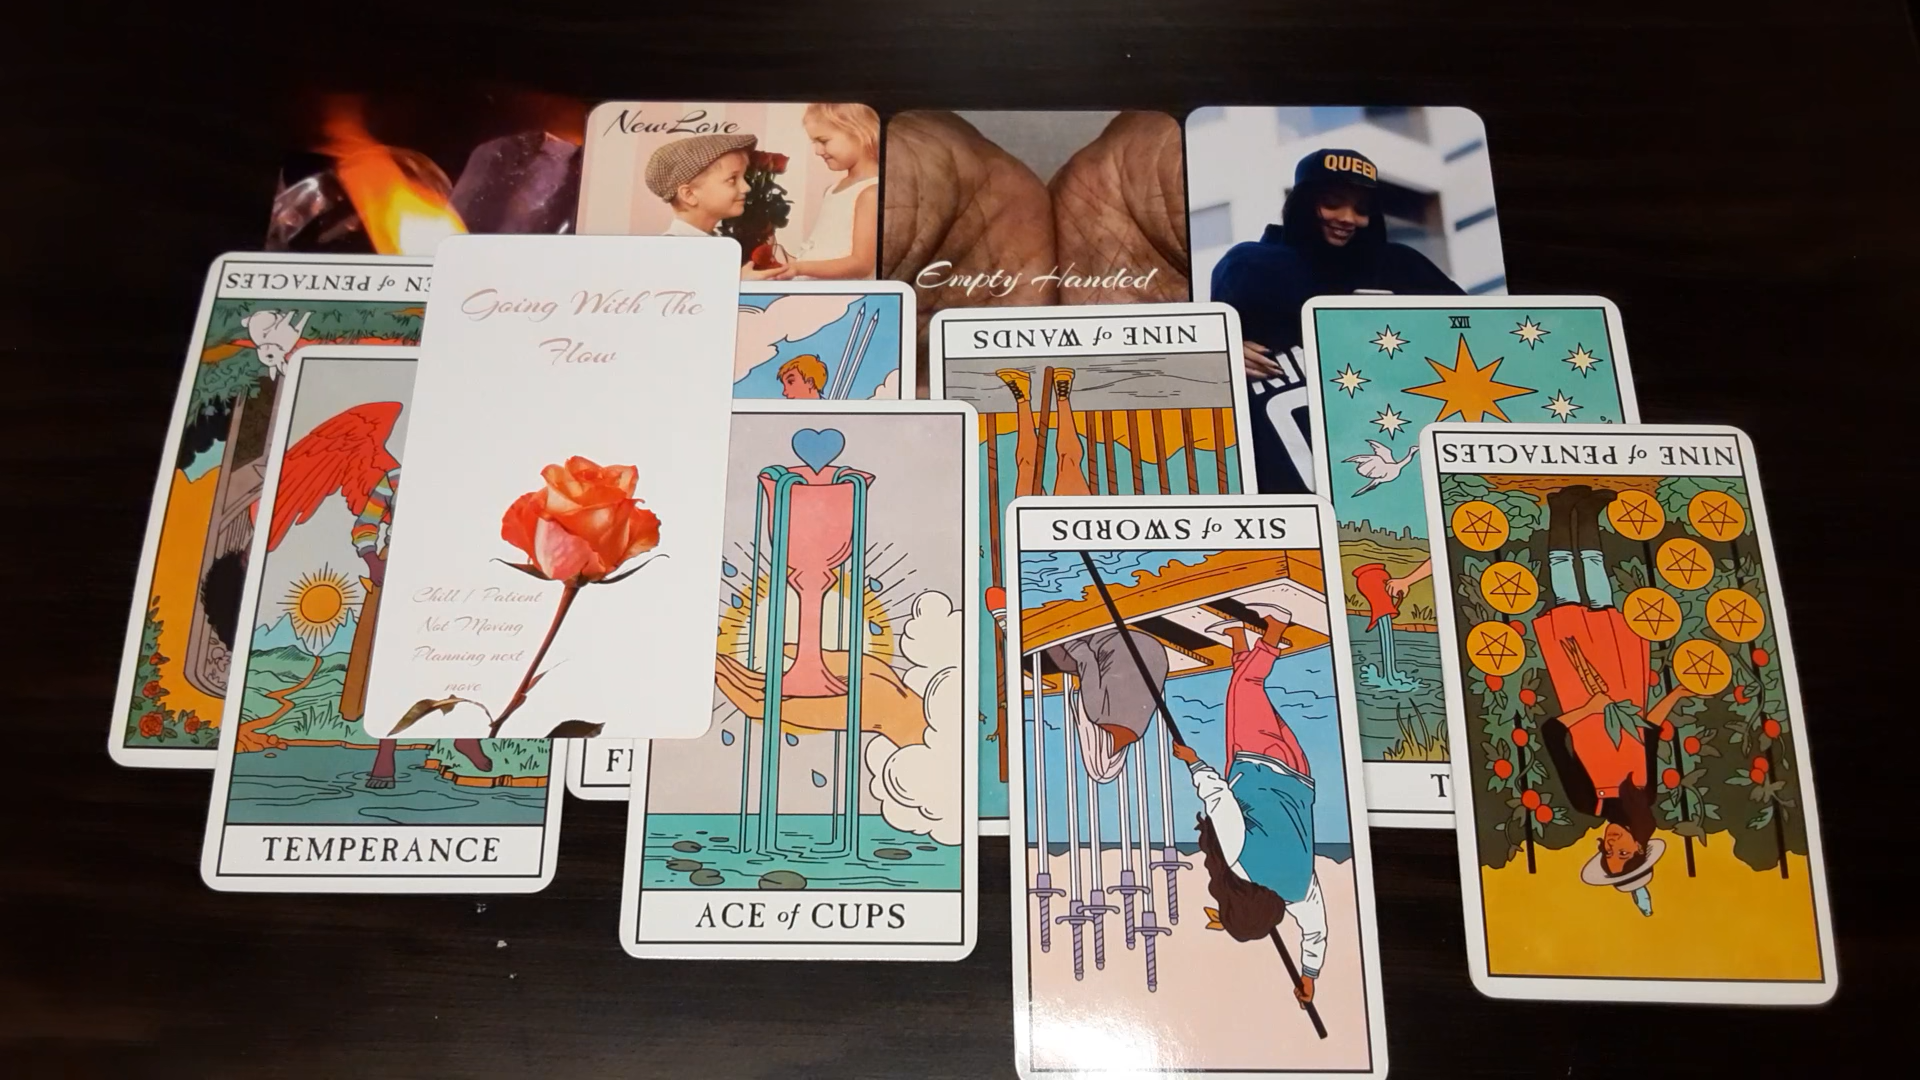 New Love
QUEEN
Empty Handed
EN of PENTACLES
Going With The
Flow
Chill / Patient
Not Moving
Planning next
move
NINE of WANDS
XVII
NINE of PENTACLES
SIX of SWORDS
F
T
TEMPERANCE
ACE of CUPS